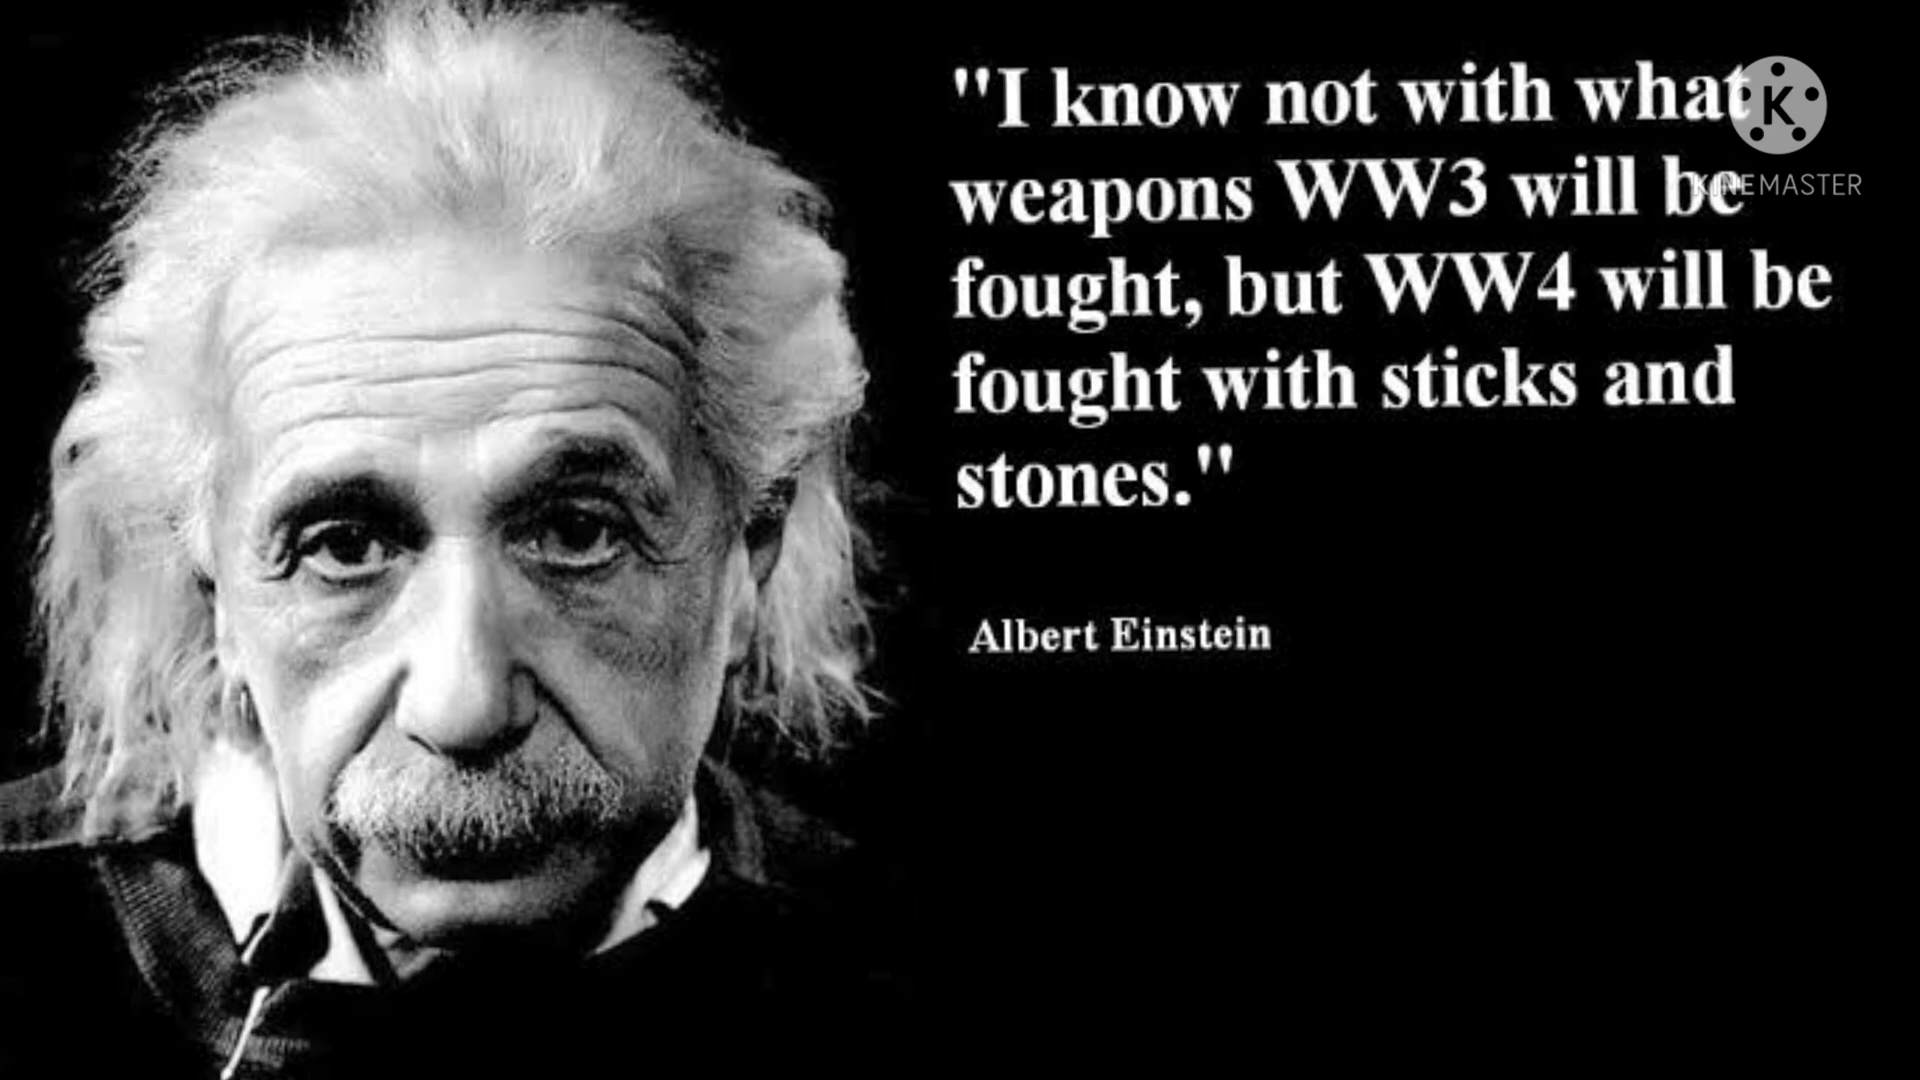 "I know not with what
weapons WW3 will be
fought, but WW4 will be
fought with sticks and
stones."
Albert Einstein
K
KINEMASTER